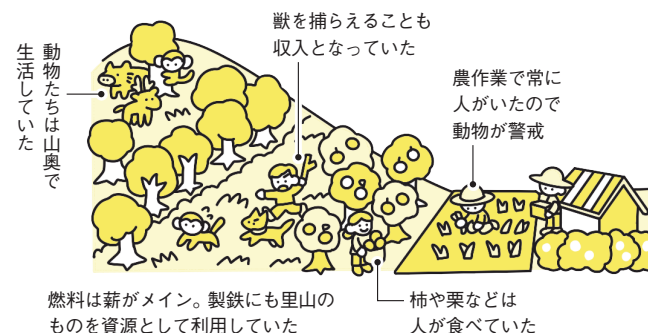 獣を捕らえることも
収入となっていた
動物たちは山奥で
生活していた
農作業で常に
人がいたので
動物が警戒
燃料は薪がメイン。製鉄にも里山の
ものを資源として利用していた
柿や栗などは
人が食べていた